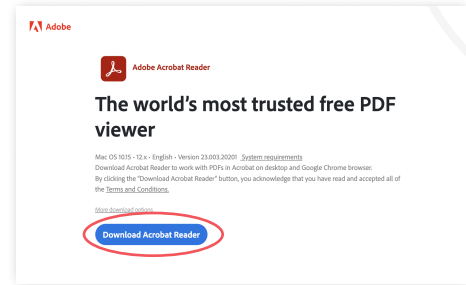 Adobe
Adobe Acrobat Reader
The world's most trusted free PDF
viewer
Mac OS 10.15 - 12.x • English • Version 23.003.20201 System requirements
Download Acrobat Reader to work with PDFs in Acrobat on desktop and Google Chrome browser.
By clicking the "Download Acrobat Reader" button, you acknowledge that you have read and accepted all of
the Terms and Conditions.
More download options
Download Acrobat Reader